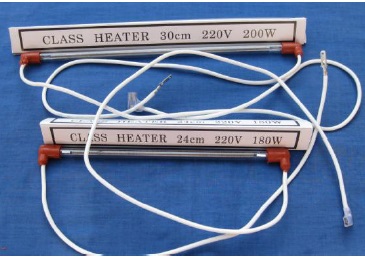 CLASS HEATER 30cm 220V 200W
CLASS HEATER 24cm 220V 180W